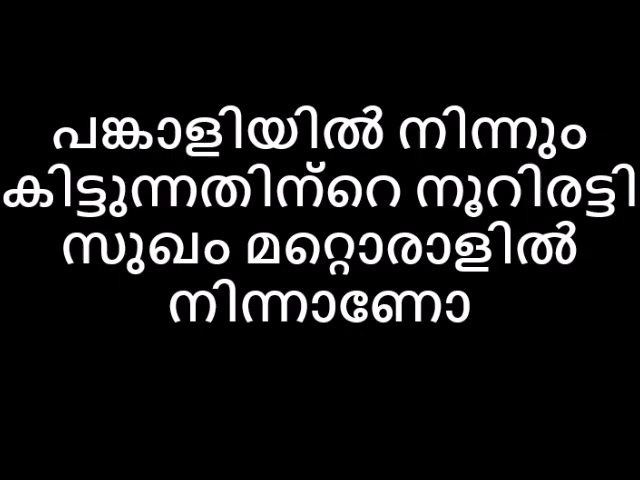 പങ്കാളിയിൽ നിന്നും
കിട്ടുന്നതിന്റെ നൂറിരട്ടി
സുഖം മറ്റൊരാളിൽ
നിന്നാണോ